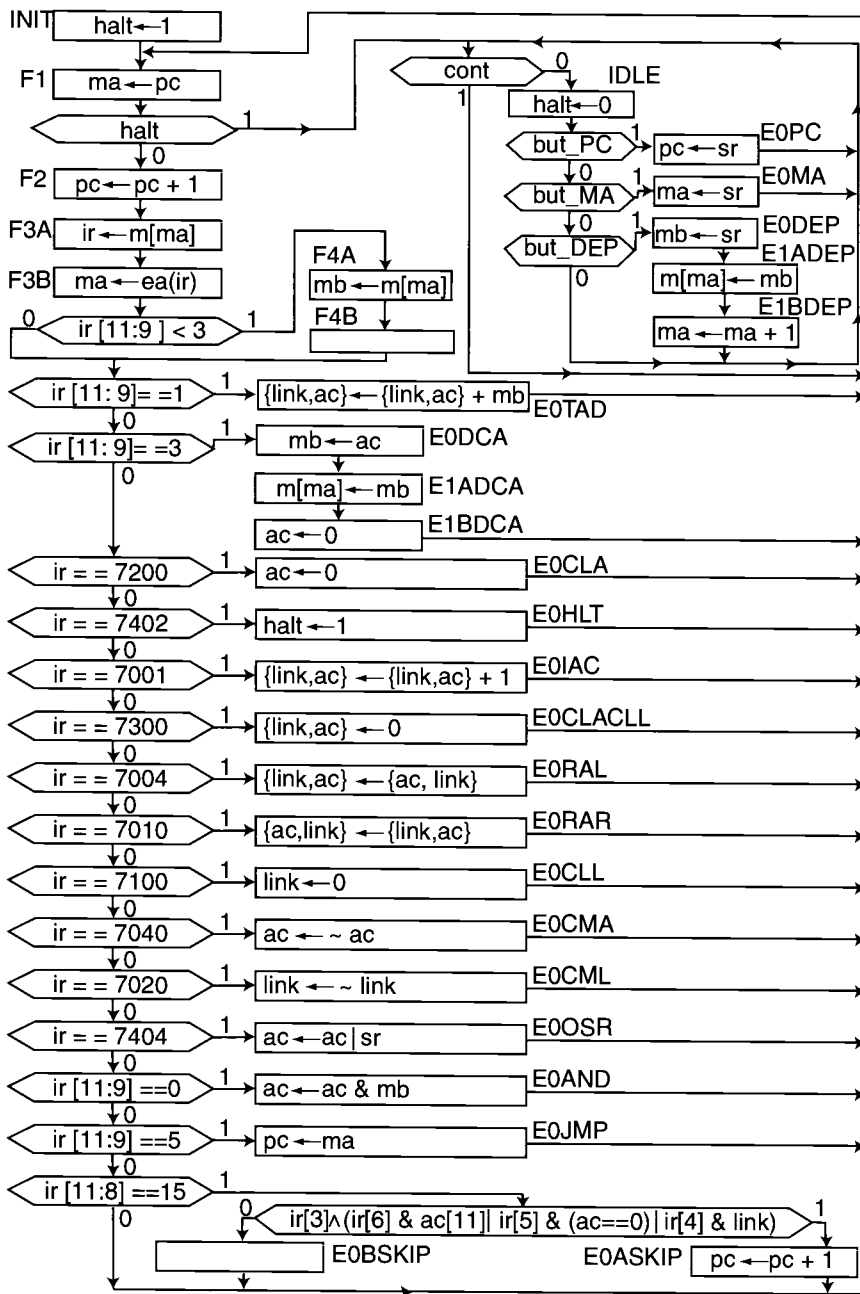 INIT
halt←1
F1
ma←pc
halt
1
0
F2
pc←pc + 1
F3A
ir←m[ma]
F3B
ma←ea(ir)
0
ir [11:9 ] < 3
1
F4A
mb←m[ma]
F4B
cont
0
1
IDLE
halt←0
but_PC
1
pc←sr
E0PC
0
but_MA
1
ma←sr
E0MA
0
but_DEP
1
mb←sr
E0DEP
0
E1ADEP
m[ma]←mb
E1BDEP
ma←ma + 1
ir [11: 9]= =1
1
{link,ac}←{link,ac} + mb
E0TAD
0
ir [11: 9]= =3
1
mb←ac
E0DCA
0
m[ma]←mb
E1ADCA
ac←0
E1BDCA
ir = = 7200
1
ac←0
E0CLA
0
ir = = 7402
1
halt←1
E0HLT
0
ir = = 7001
1
{link,ac} ←{link,ac} + 1
E0IAC
0
ir = = 7300
1
{link,ac} ←0
E0CLACLL
0
ir = = 7004
1
{link,ac} ←{ac, link}
E0RAL
0
ir = = 7010
1
{ac,link} ←{link,ac}
E0RAR
0
ir = = 7100
1
link←0
E0CLL
0
ir = = 7040
1
ac ←~ ac
E0CMA
0
ir = = 7020
1
link ←~ link
E0CML
0
ir = = 7404
1
ac←ac | sr
E0OSR
0
ir [11:9] ==0
1
ac←ac & mb
E0AND
0
ir [11:9] ==5
1
pc←ma
E0JMP
0
ir [11:8] ==15
1
0
0
ir[3]∧(ir[6] & ac[11]| ir[5] & (ac==0) | ir[4] & link)
1
E0BSKIP
E0ASKIP
pc←pc + 1